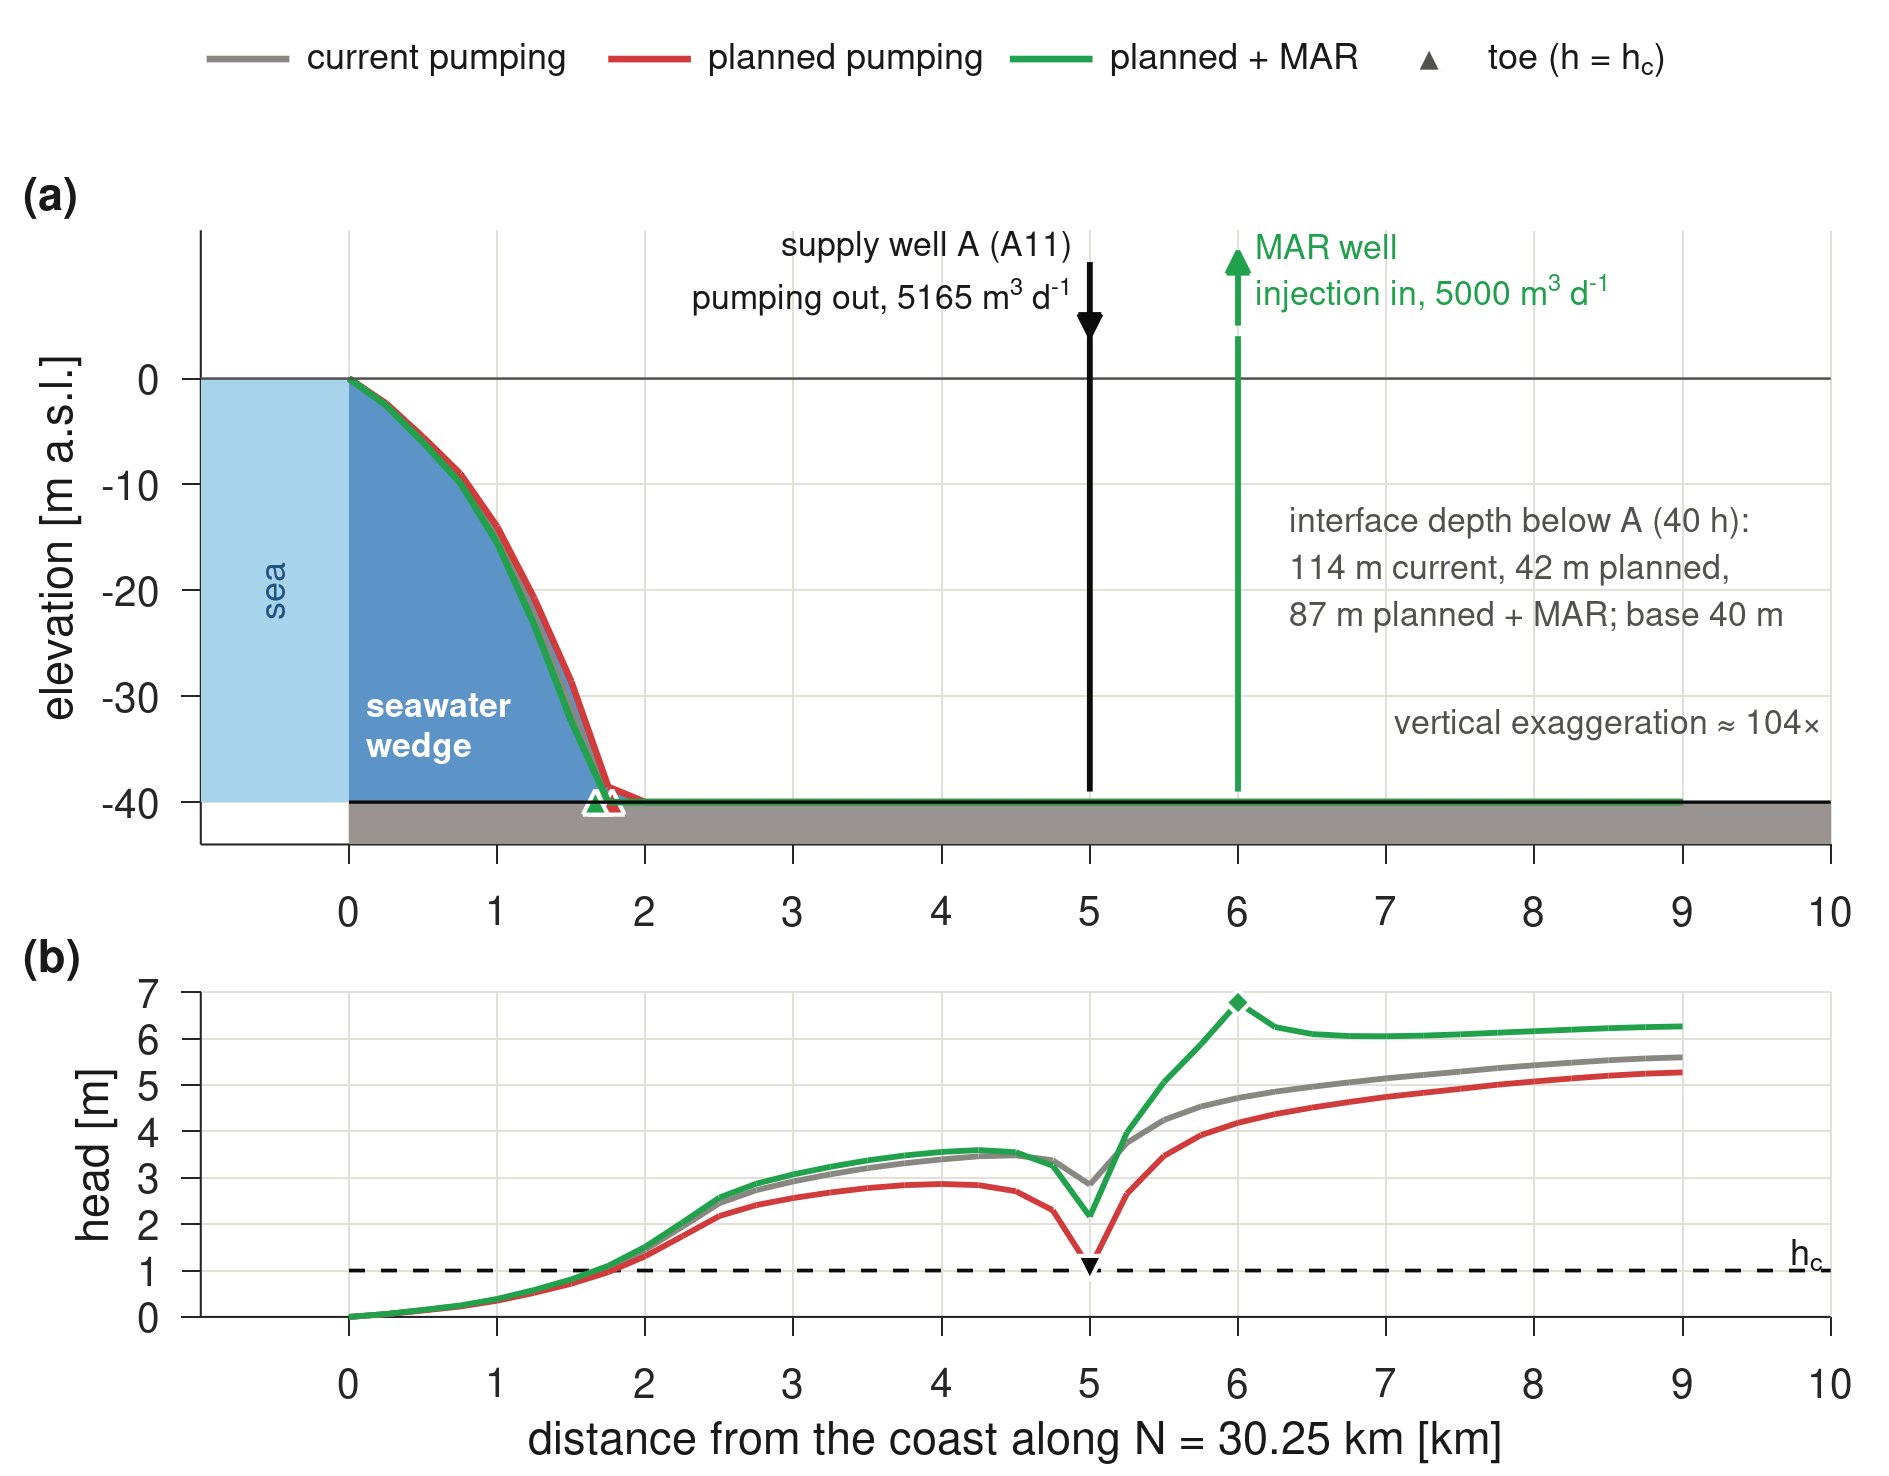 current pumping
planned pumping
planned + MAR
▲ toe (h = h_c)
(a)
supply well A (A11)
pumping out, 5165 m³ d⁻¹
MAR well
injection in, 5000 m³ d⁻¹
elevation [m a.s.l.]
0
-10
-20
-30
-40
sea
seawater
wedge
interface depth below A (40 h):
114 m current, 42 m planned,
87 m planned + MAR; base 40 m
vertical exaggeration ≈ 104×
0 1 2 3 4 5 6 7 8 9 10
(b)
head [m]
7
6
5
4
3
2
1
0
h_c
0 1 2 3 4 5 6 7 8 9 10
distance from the coast along N = 30.25 km [km]